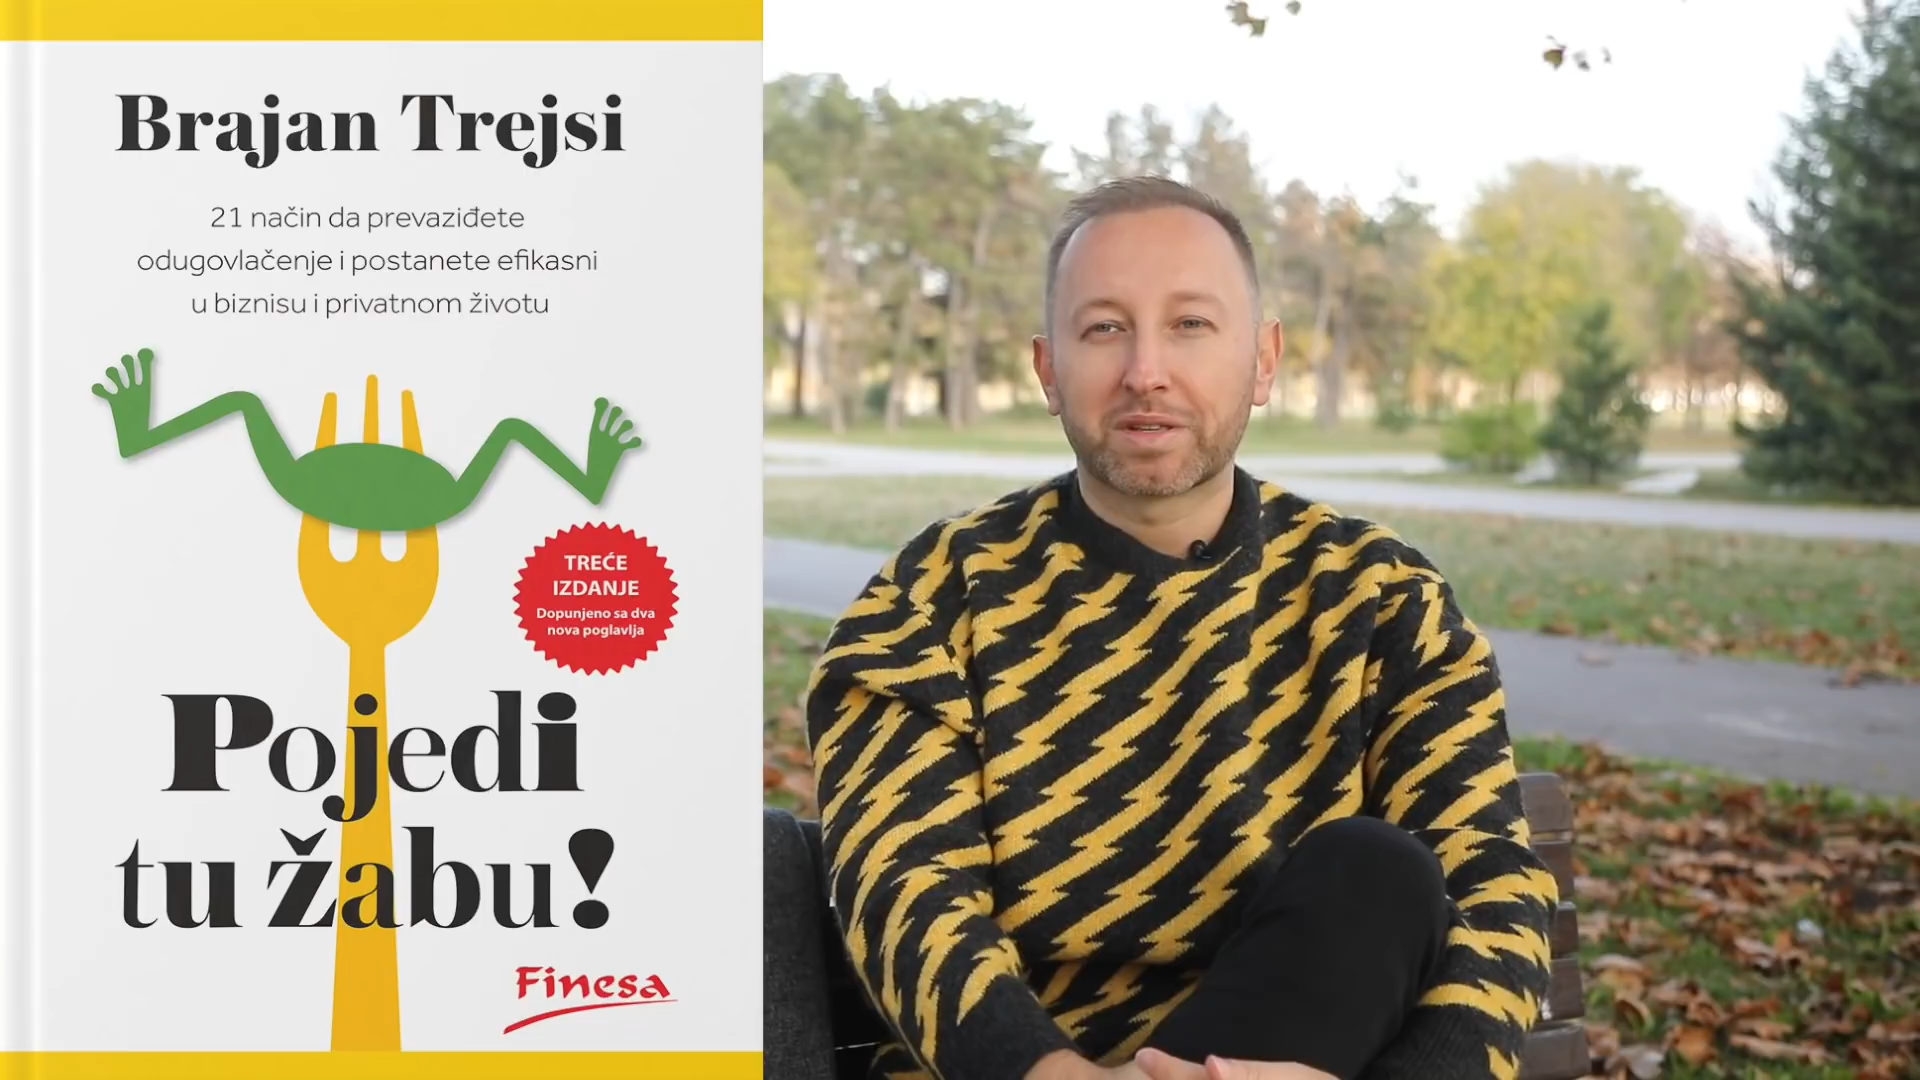 Brajan Trejsi
21 način da prevaziđete
odugovlačenje i postanete efikasni
u biznisu i privatnom životu
TREĆE
IZDANJE
Dopunjeno sa dva
nova poglavlja
Pojedi
tu žabu!
Finesa